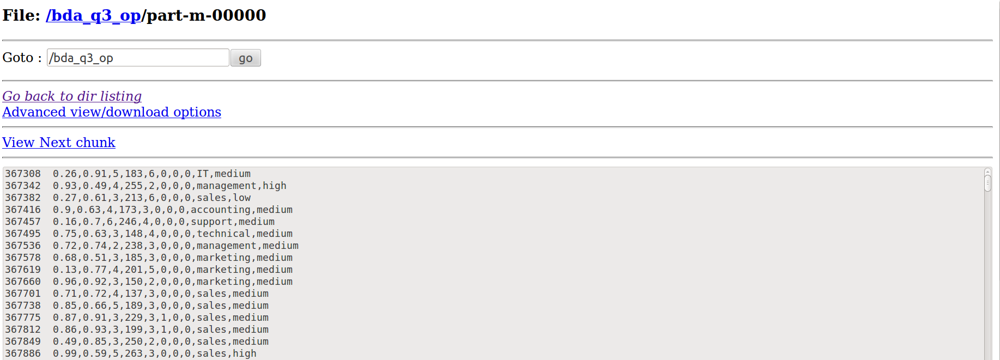 File: /bda_q3_op/part-m-00000
Goto : /bda_q3_op go
Go back to dir listing
Advanced view/download options
View Next chunk
367308  0.26,0.91,5,183,6,0,0,0,IT,medium
367342  0.93,0.49,4,255,2,0,0,0,management,high
367382  0.27,0.61,3,213,6,0,0,0,sales,low
367416  0.9,0.63,4,173,3,0,0,0,accounting,medium
367457  0.16,0.7,6,246,4,0,0,0,support,medium
367495  0.75,0.63,3,148,4,0,0,0,technical,medium
367536  0.72,0.74,2,238,3,0,0,0,management,medium
367578  0.68,0.51,3,185,3,0,0,0,marketing,medium
367619  0.13,0.77,4,201,5,0,0,0,marketing,medium
367660  0.96,0.92,3,150,2,0,0,0,marketing,medium
367701  0.71,0.72,4,137,3,0,0,0,sales,medium
367738  0.85,0.66,5,189,3,0,0,0,sales,medium
367775  0.87,0.91,3,229,3,1,0,0,sales,medium
367812  0.86,0.93,3,199,3,1,0,0,sales,medium
367849  0.49,0.85,3,250,2,0,0,0,sales,medium
367886  0.99,0.59,5,263,3,0,0,0,sales,high